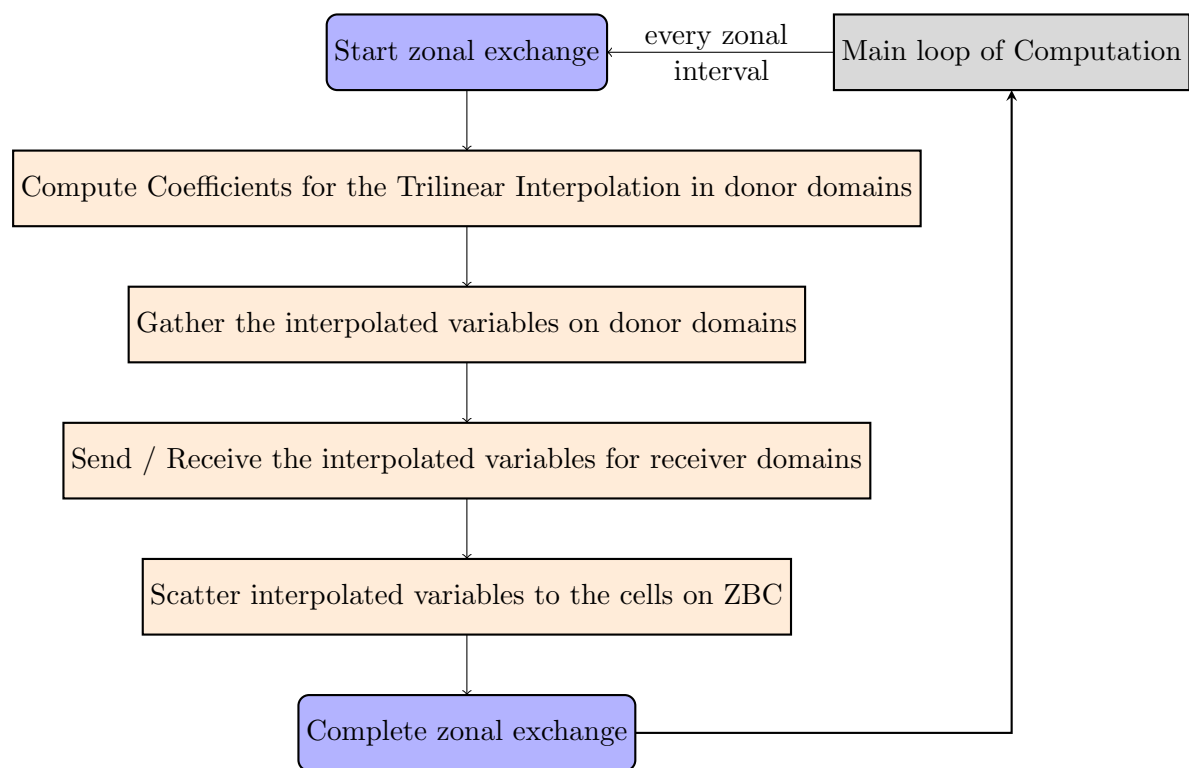 Start zonal exchange
every zonal
interval
Main loop of Computation
Compute Coefficients for the Trilinear Interpolation in donor domains
Gather the interpolated variables on donor domains
Send / Receive the interpolated variables for receiver domains
Scatter interpolated variables to the cells on ZBC
Complete zonal exchange